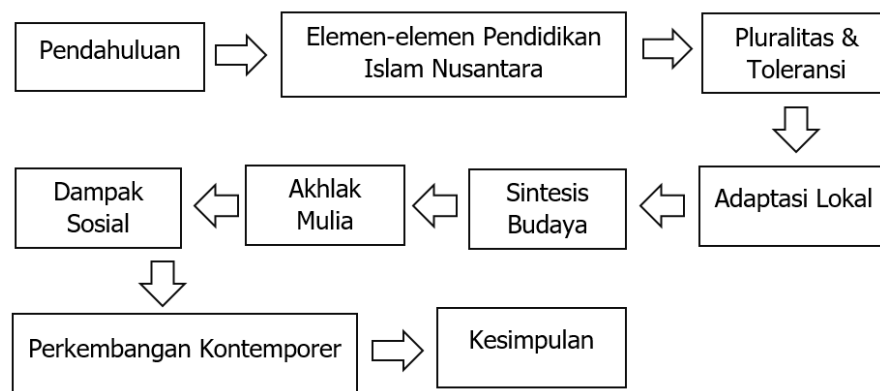 Pendahuluan
Elemen-elemen Pendidikan
Islam Nusantara
Pluralitas &
Toleransi
Adaptasi Lokal
Sintesis
Budaya
Akhlak
Mulia
Dampak
Sosial
Perkembangan Kontemporer
Kesimpulan